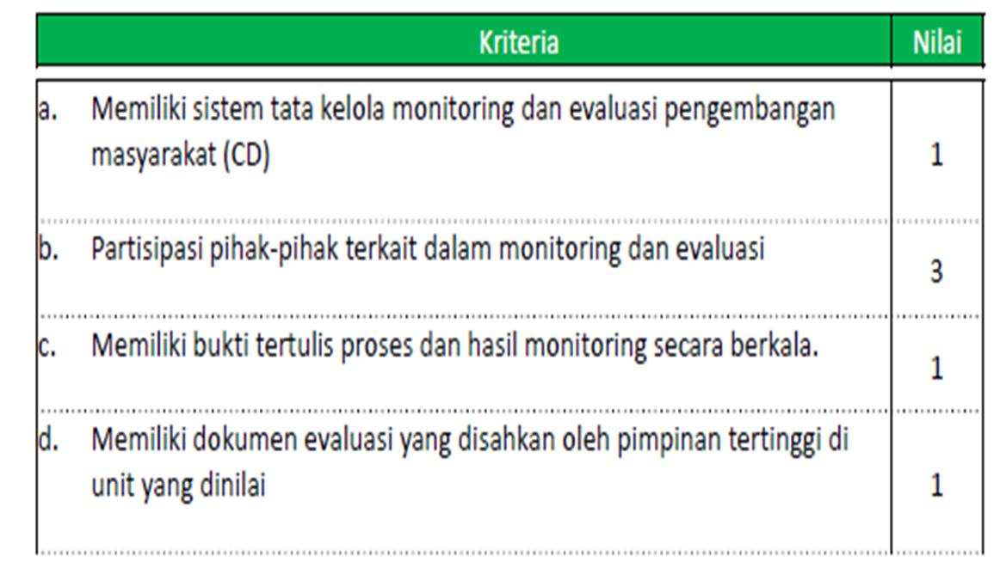 Kriteria Nilai
a. Memiliki sistem tata kelola monitoring dan evaluasi pengembangan
masyarakat (CD)
1
b. Partisipasi pihak-pihak terkait dalam monitoring dan evaluasi
3
c. Memiliki bukti tertulis proses dan hasil monitoring secara berkala.
1
d. Memiliki dokumen evaluasi yang disahkan oleh pimpinan tertinggi di
unit yang dinilai
1